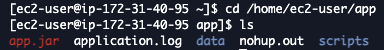 [ec2-user@ip-172-31-40-95 ~]$ cd /home/ec2-user/app
[ec2-user@ip-172-31-40-95 app]$ ls
app.jar application.log data nohup.out scripts